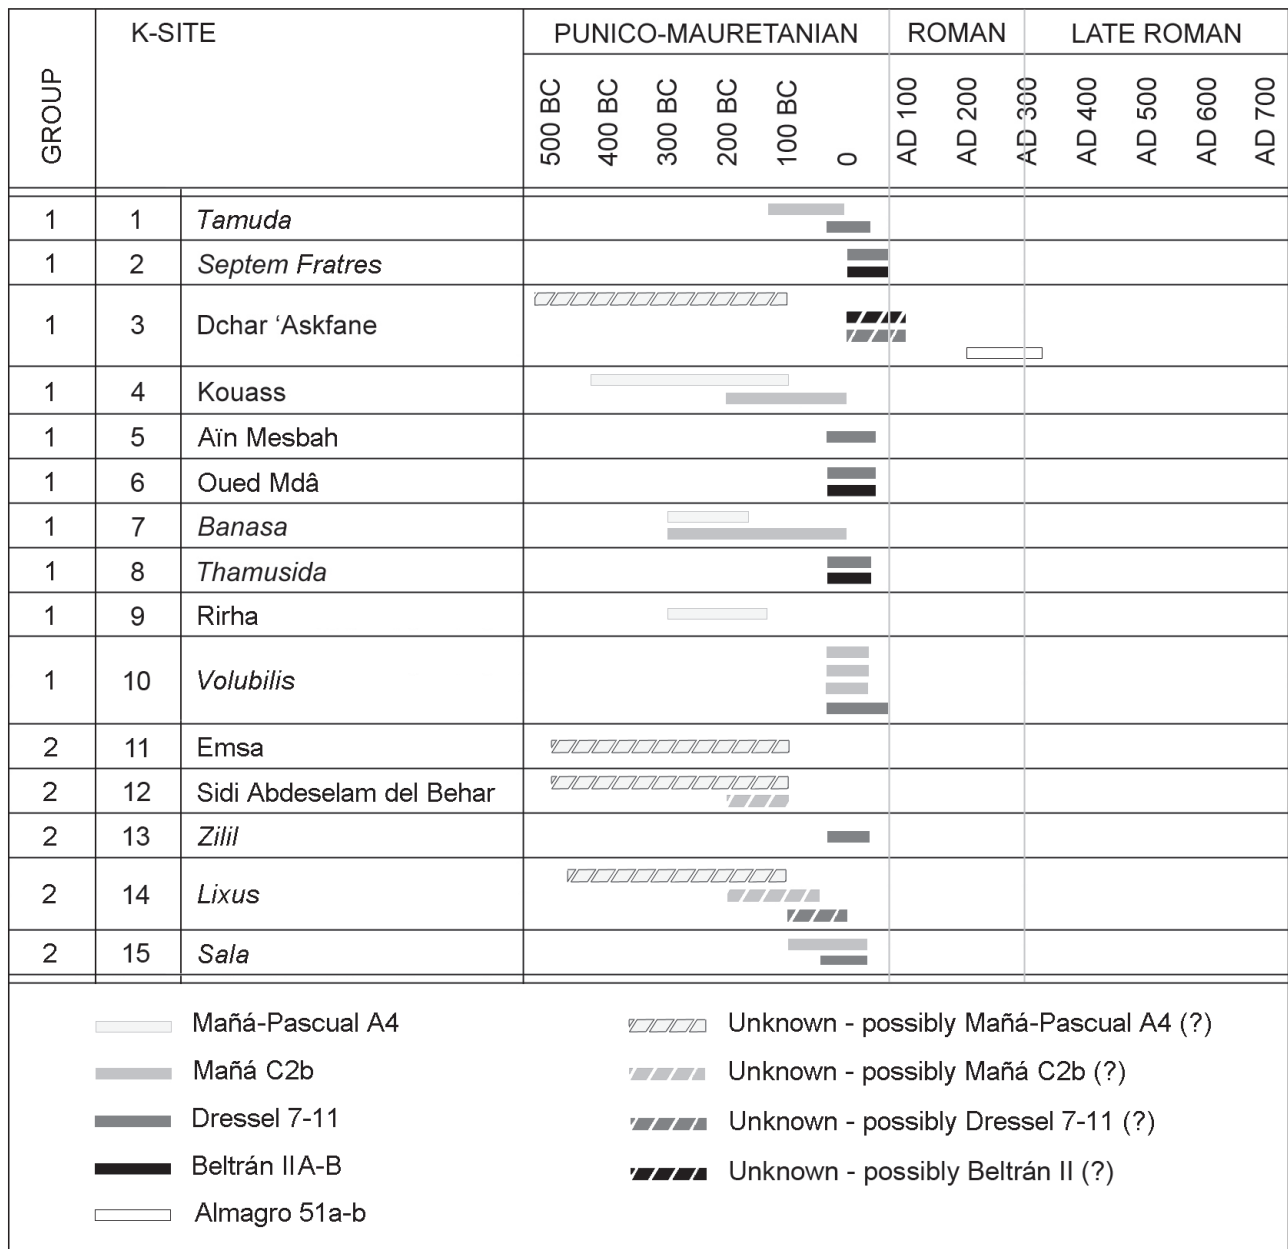 GROUP K-SITE PUNICO-MAURETANIAN ROMAN LATE ROMAN
500 BC 400 BC 300 BC 200 BC 100 BC 0 AD 100 AD 200 AD 300 AD 400 AD 500 AD 600 AD 700
1 1 Tamuda
1 2 Septem Fratres
1 3 Dchar ‘Askfane
1 4 Kouass
1 5 Aïn Mesbah
1 6 Oued Mdâ
1 7 Banasa
1 8 Thamusida
1 9 Rirha
1 10 Volubilis
2 11 Emsa
2 12 Sidi Abdeselam del Behar
2 13 Zilil
2 14 Lixus
2 15 Sala
Mañá-Pascual A4
Mañá C2b
Dressel 7-11
Beltrán IIA-B
Almagro 51a-b
Unknown - possibly Mañá-Pascual A4 (?)
Unknown - possibly Mañá C2b (?)
Unknown - possibly Dressel 7-11 (?)
Unknown - possibly Beltrán II (?)